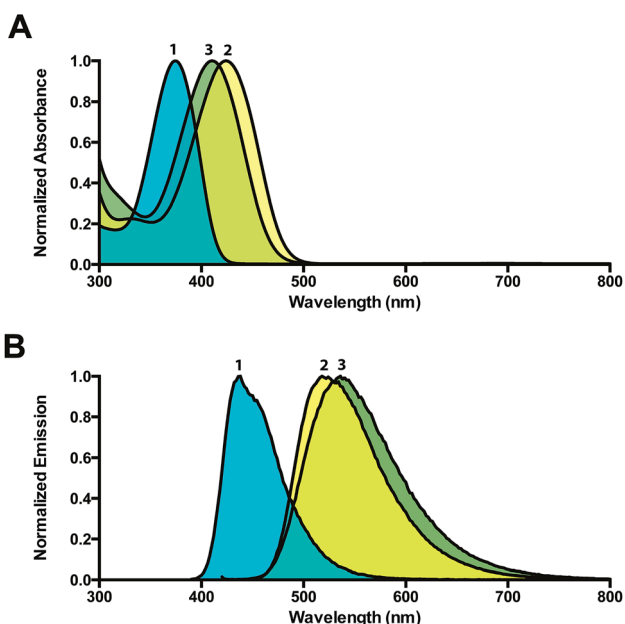 A
1 3 2
1.0
0.8
0.6
0.4
0.2
0.0
Normalized Absorbance
300 400 500 600 700 800
Wavelength (nm)
B
1 2 3
1.0
0.8
0.6
0.4
0.2
0.0
Normalized Emission
300 400 500 600 700 800
Wavelength (nm)